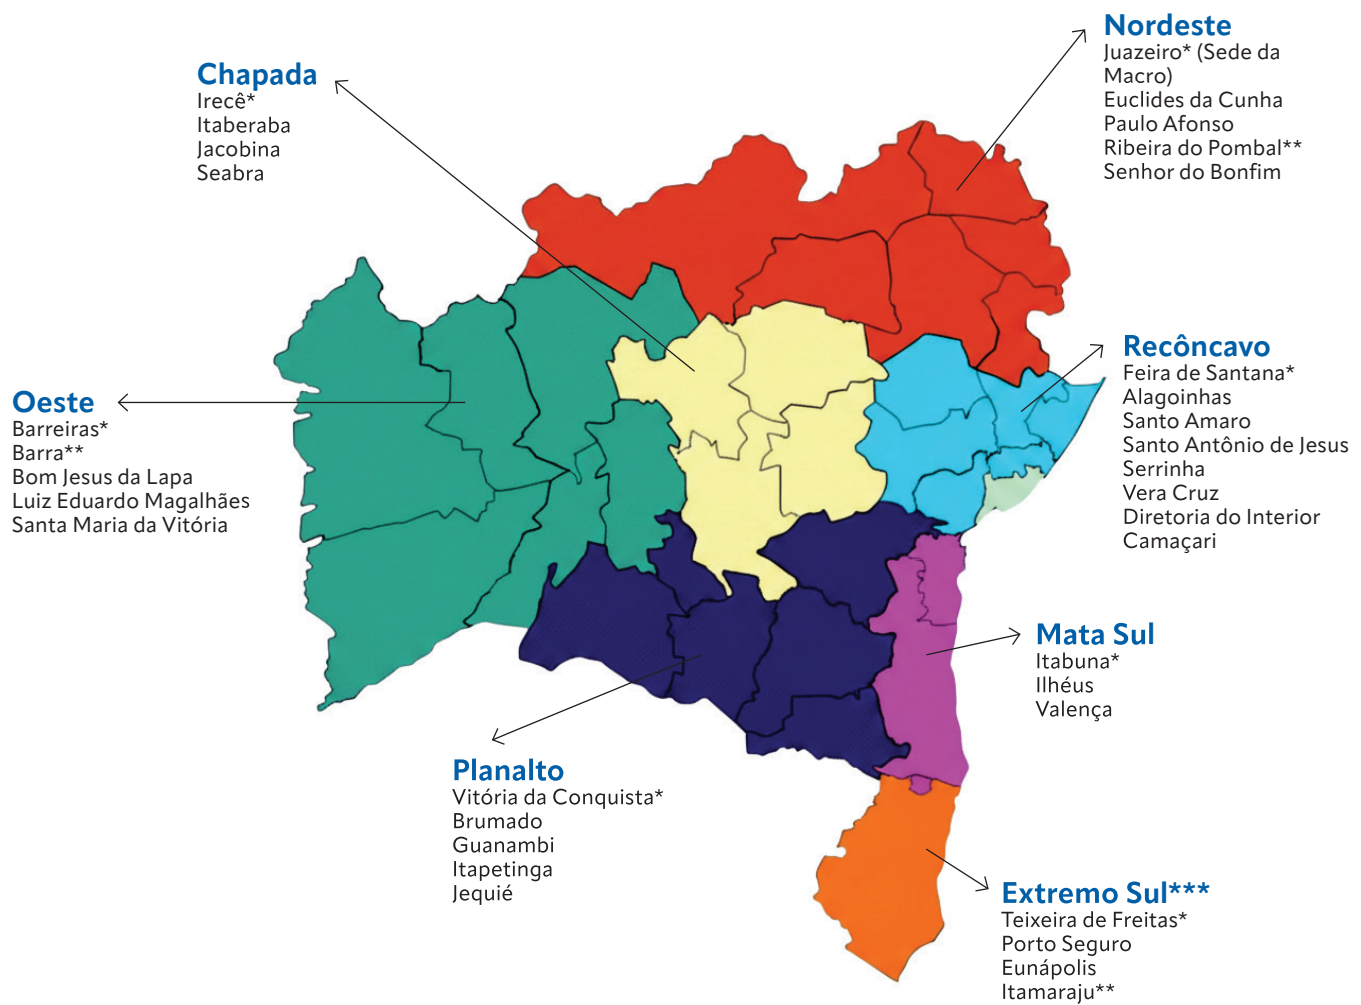 Chapada
Irecê*
Itaberaba
Jacobina
Seabra
Nordeste
Juazeiro* (Sede da
Macro)
Euclides da Cunha
Paulo Afonso
Ribeira do Pombal**
Senhor do Bonfim
Oeste
Barreiras*
Barra**
Bom Jesus da Lapa
Luiz Eduardo Magalhães
Santa Maria da Vitória
Recôncavo
Feira de Santana*
Alagoinhas
Santo Amaro
Santo Antônio de Jesus
Serrinha
Vera Cruz
Diretoria do Interior
Camaçari
Mata Sul
Itabuna*
Ilhéus
Valença
Planalto
Vitória da Conquista*
Brumado
Guanambi
Itapetinga
Jequié
Extremo Sul***
Teixeira de Freitas*
Porto Seguro
Eunápolis
Itamaraju**